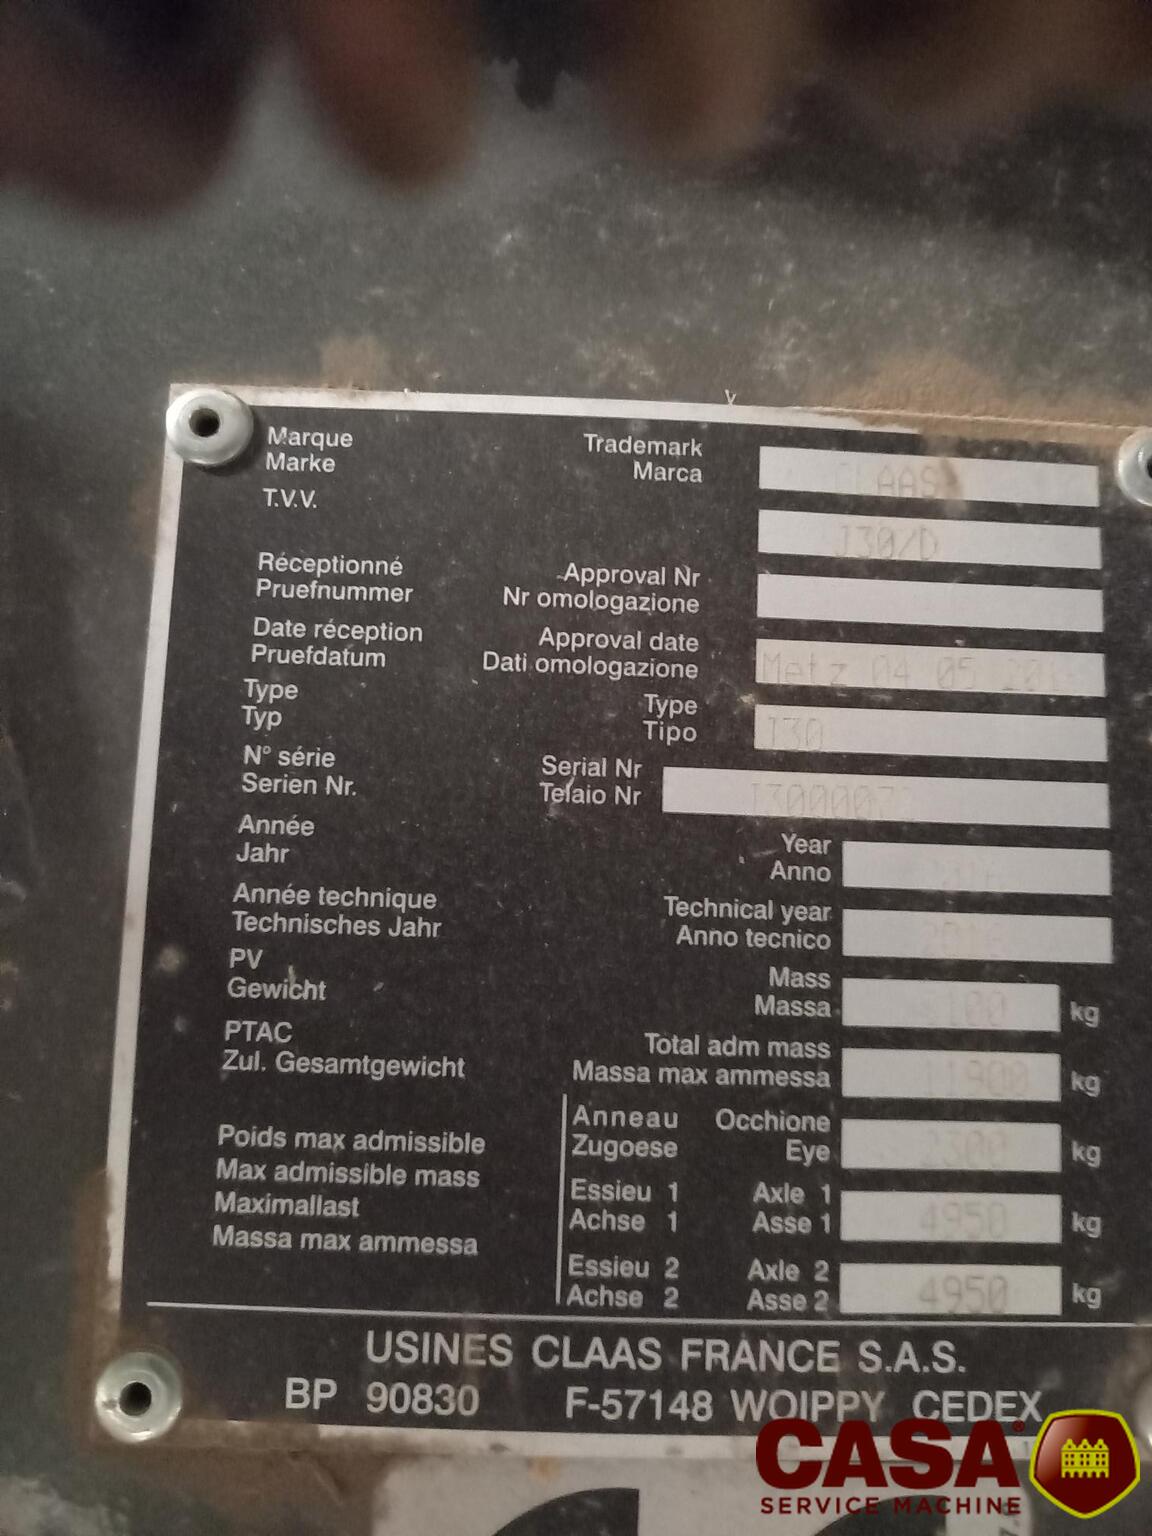 Marque Trademark
Marke Marca CLAAS
T.V.V. J30/D
Réceptionné Approval Nr
Pruefnummer Nr omologazione
Date réception Approval date
Pruefdatum Dati omologazione Metz 04 05
Type Type
Typ Tipo J30
N° série Serial Nr
Serien Nr. Telaio Nr
Année Year
Jahr Anno
Année technique Technical year
Technisches Jahr Anno tecnico
PV Mass
Gewicht Massa kg
PTAC Total adm mass
Zul. Gesamtgewicht Massa max ammessa 11900 kg
Anneau Occhione
Poids max admissible Zugoese Eye 2300 kg
Max admissible mass Essieu 1 Axle 1
Maximallast Achse 1 Asse 1 4950 kg
Massa max ammessa Essieu 2 Axle 2
Achse 2 Asse 2 4950 kg
USINES CLAAS FRANCE S.A.S.
BP 90830 F-57148 WOIPPY CEDEX
CASA®
SERVICE MACHINE